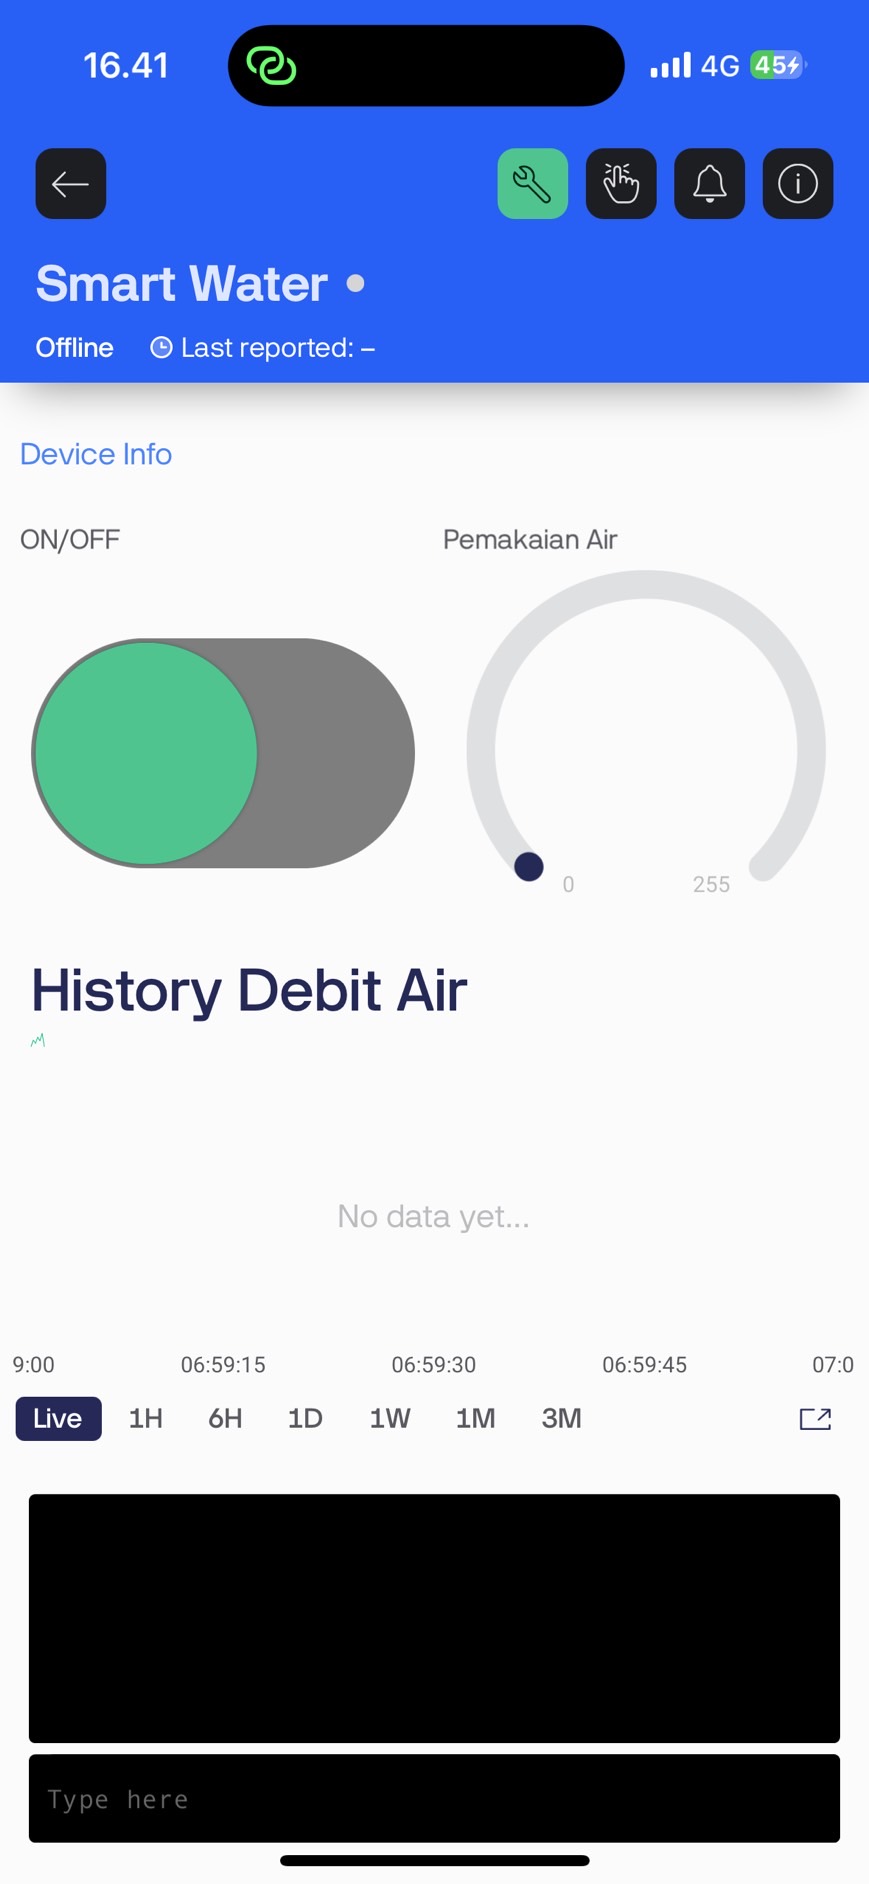 16.41
4G
45
Smart Water
Offline
Last reported: –
Device Info
ON/OFF
Pemakaian Air
0
255
History Debit Air
No data yet...
9:00
06:59:15
06:59:30
06:59:45
07:0
Live
1H
6H
1D
1W
1M
3M
Type here